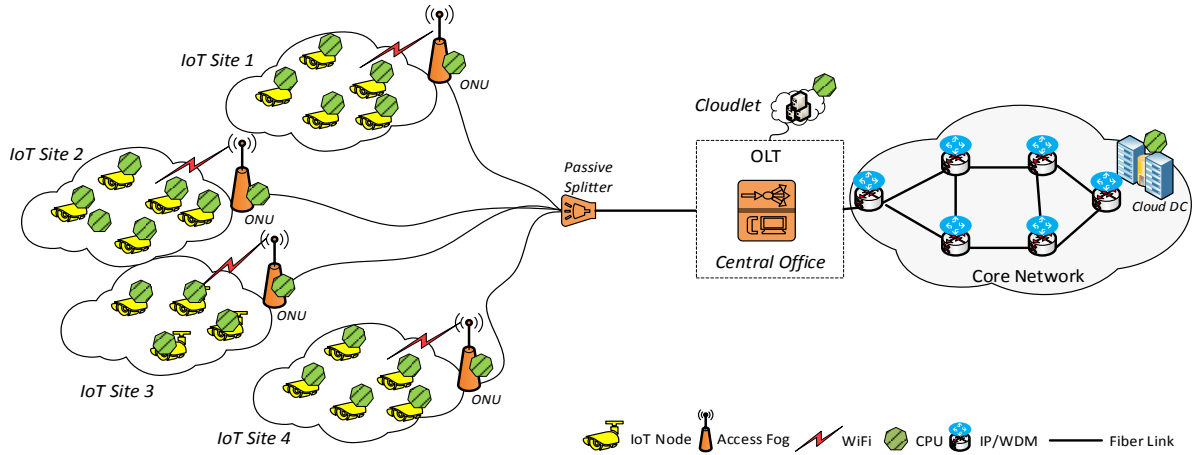 IoT Site 1
ONU
IoT Site 2
ONU
ONU
IoT Site 3
ONU
IoT Site 4
Passive
Splitter
Cloudlet
OLT
Central Office
Cloud DC
Core Network
IoT Node
Access Fog
WiFi
CPU
IP/WDM
Fiber Link